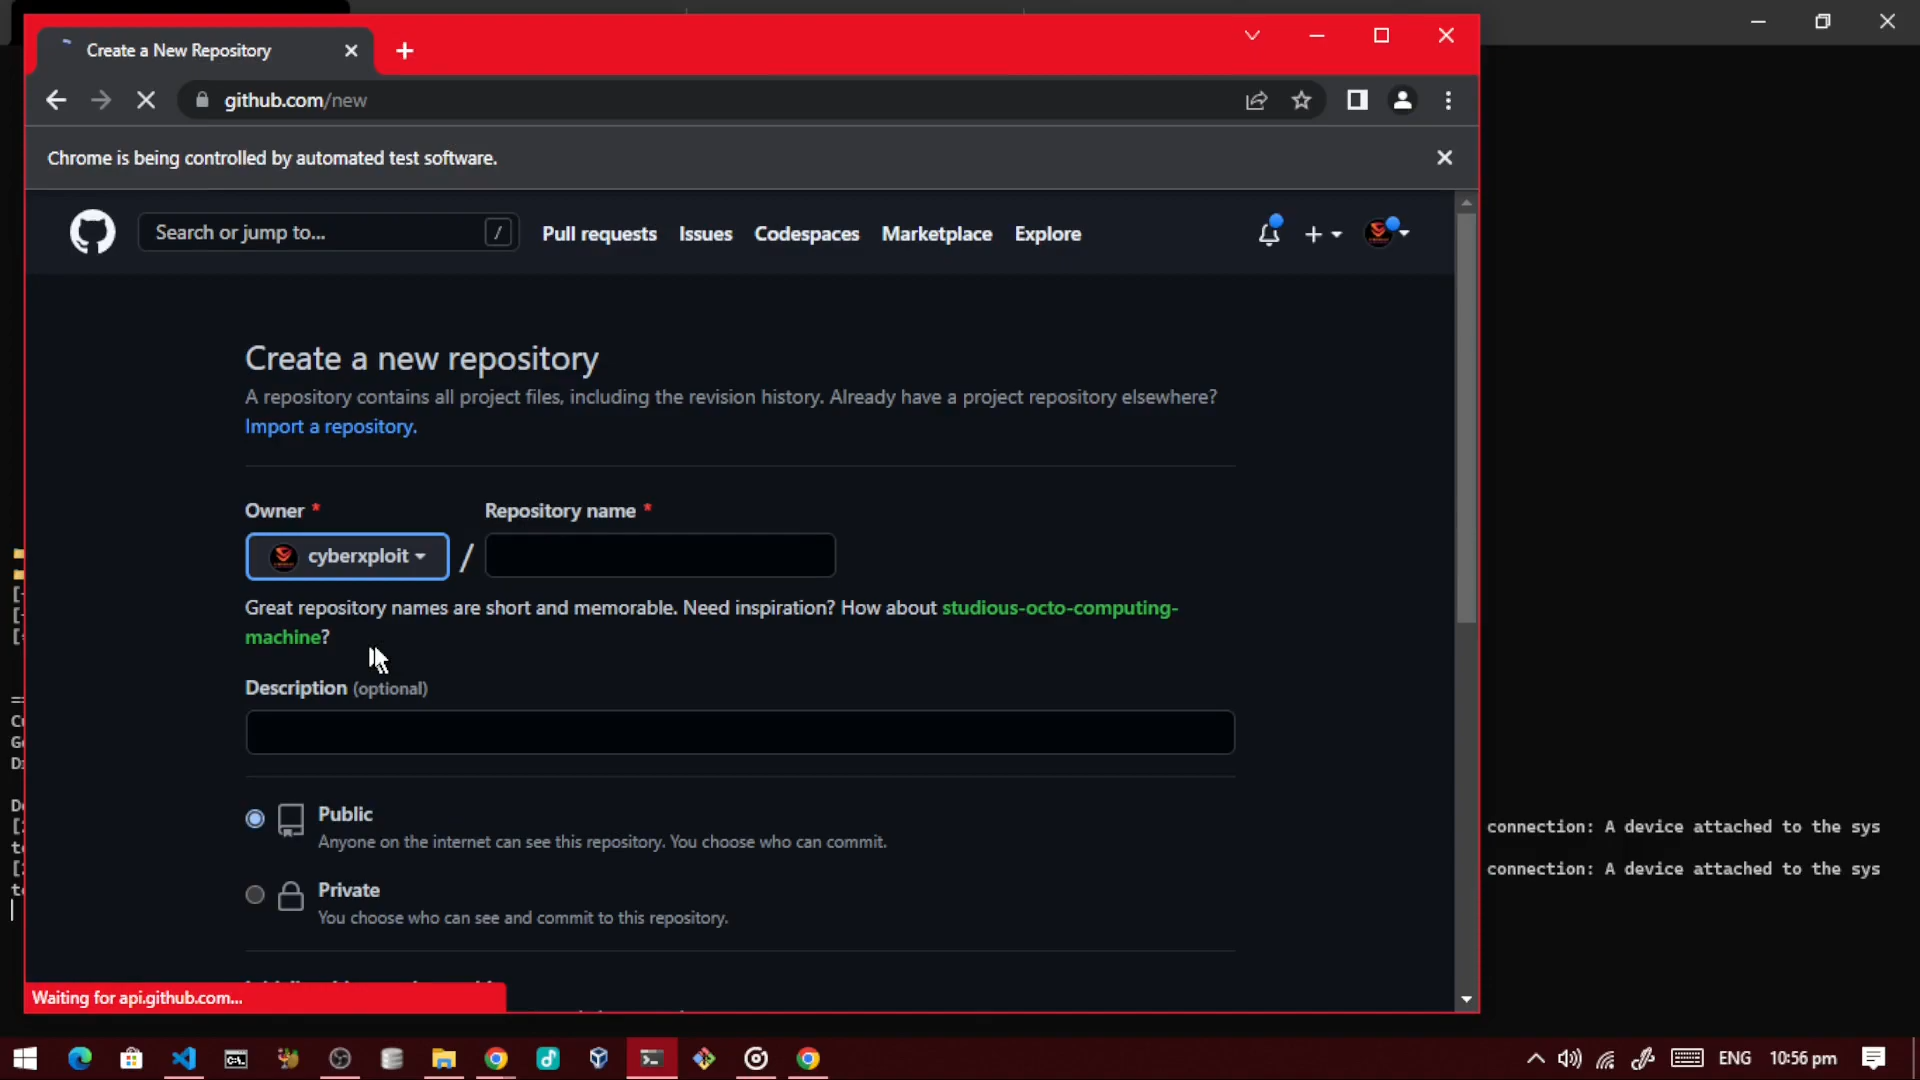 Create a New Repository
github.com/new
Chrome is being controlled by automated test software.
Search or jump to... /
Pull requests
Issues
Codespaces
Marketplace
Explore
Create a new repository
A repository contains all project files, including the revision history. Already have a project repository elsewhere?
Import a repository.
Owner *
Repository name *
cyberxploit /
Great repository names are short and memorable. Need inspiration? How about studious-octo-computing-
machine?
Description (optional)
Public
Anyone on the internet can see this repository. You choose who can commit.
connection: A device attached to the sys
connection: A device attached to the sys
Private
You choose who can see and commit to this repository.
Waiting for api.github.com...
ENG
10:56 pm